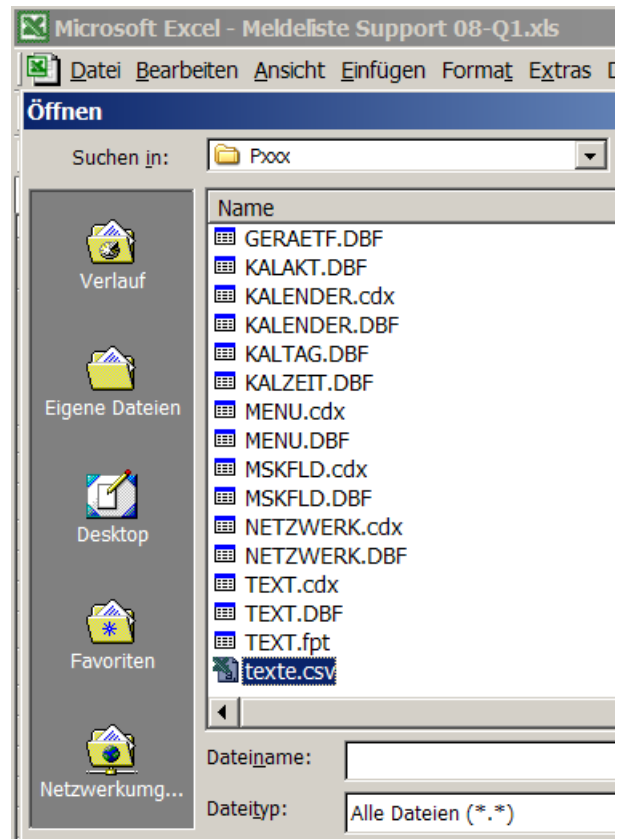 Microsoft Excel - Meldeliste Support 08-Q1.xls
Datei Bearbeiten Ansicht Einfügen Format Extras
Öffnen
Suchen in: Pxxx
Verlauf
Eigene Dateien
Desktop
Favoriten
Netzwerkumg...
Name
GERAETF.DBF
KALAKT.DBF
KALENDER.cdx
KALENDER.DBF
KALTAG.DBF
KALZEIT.DBF
MENU.cdx
MENU.DBF
MSKFLD.cdx
MSKFLD.DBF
NETZWERK.cdx
NETZWERK.DBF
TEXT.cdx
TEXT.DBF
TEXT.fpt
texte.csv
Dateiname:
Dateityp: Alle Dateien (*.*)